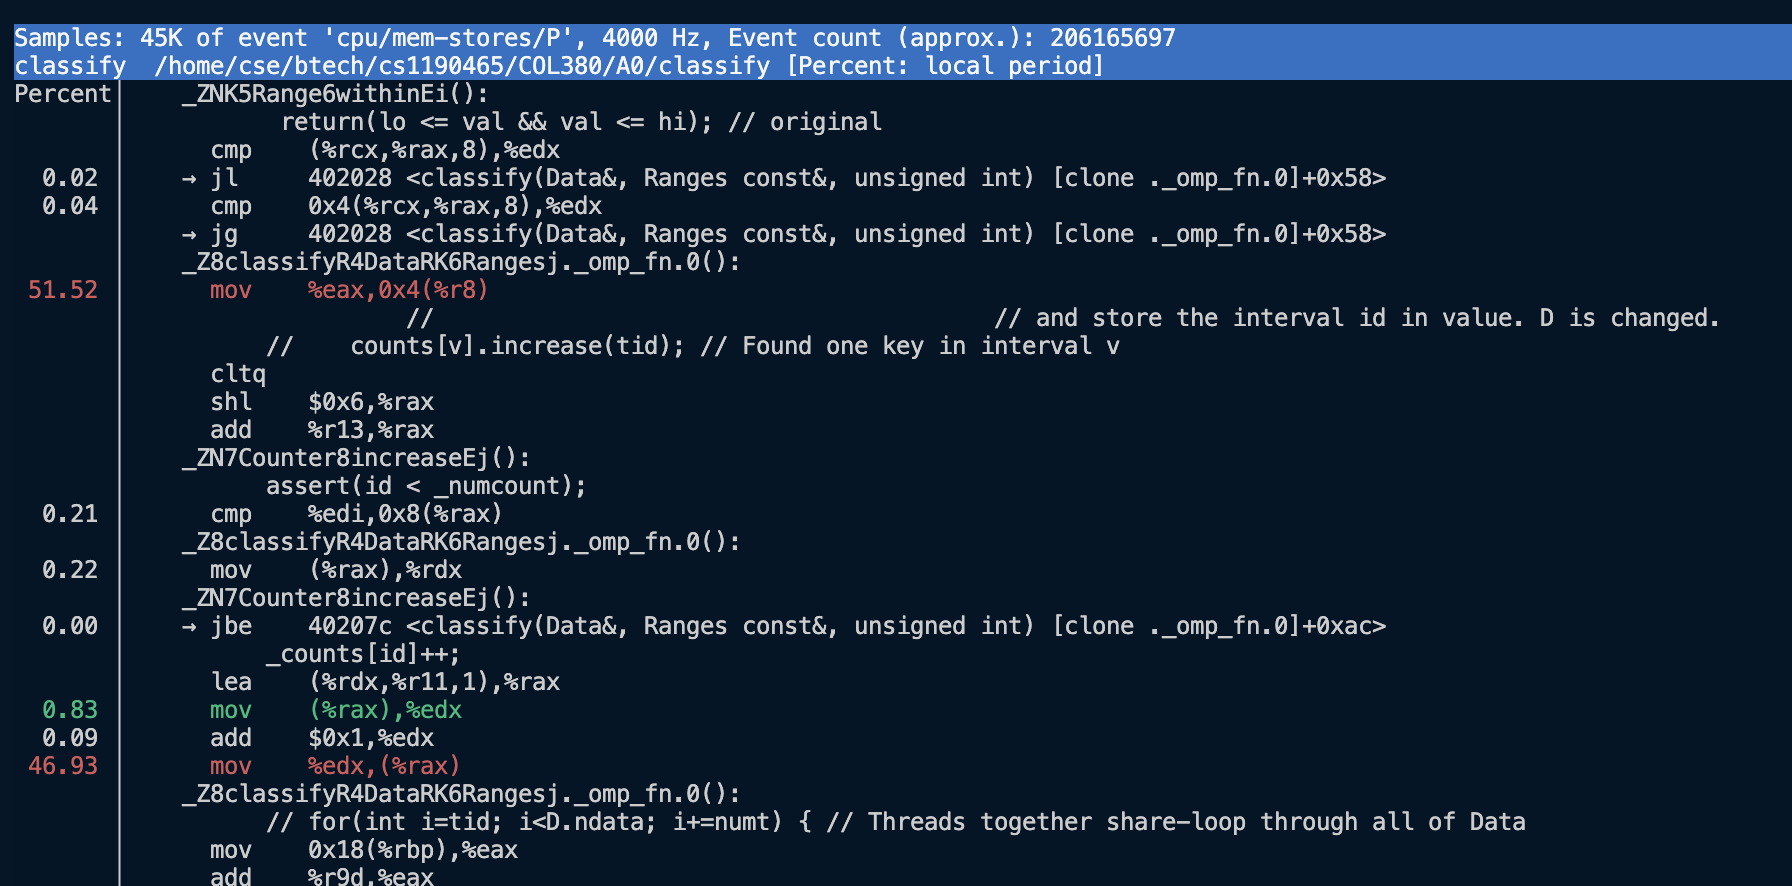 Samples: 45K of event 'cpu/mem-stores/P', 4000 Hz, Event count (approx.): 206165697
classify  /home/cse/btech/cs1190465/COL380/A0/classify [Percent: local period]
Percent│    _ZNK5Range6withinEi():
       │           return(lo <= val && val <= hi); // original
       │      cmp    (%rcx,%rax,8),%edx
  0.02 │    → jl     402028 <classify(Data&, Ranges const&, unsigned int) [clone ._omp_fn.0]+0x58>
  0.04 │      cmp    0x4(%rcx,%rax,8),%edx
       │    → jg     402028 <classify(Data&, Ranges const&, unsigned int) [clone ._omp_fn.0]+0x58>
       │    _Z8classifyR4DataRK6Rangesj._omp_fn.0():
 51.52 │      mov    %eax,0x4(%r8)
       │                    //                                        // and store the interval id in value. D is changed.
       │          //    counts[v].increase(tid); // Found one key in interval v
       │      cltq
       │      shl    $0x6,%rax
       │      add    %r13,%rax
       │    _ZN7Counter8increaseEj():
       │          assert(id < _numcount);
  0.21 │      cmp    %edi,0x8(%rax)
       │    _Z8classifyR4DataRK6Rangesj._omp_fn.0():
  0.22 │      mov    (%rax),%rdx
       │    _ZN7Counter8increaseEj():
  0.00 │    → jbe    40207c <classify(Data&, Ranges const&, unsigned int) [clone ._omp_fn.0]+0xac>
       │          _counts[id]++;
       │      lea    (%rdx,%r11,1),%rax
  0.83 │      mov    (%rax),%edx
  0.09 │      add    $0x1,%edx
 46.93 │      mov    %edx,(%rax)
       │    _Z8classifyR4DataRK6Rangesj._omp_fn.0():
       │          // for(int i=tid; i<D.ndata; i+=numt) { // Threads together share-loop through all of Data
       │      mov    0x18(%rbp),%eax
       │      add    %r9d,%eax